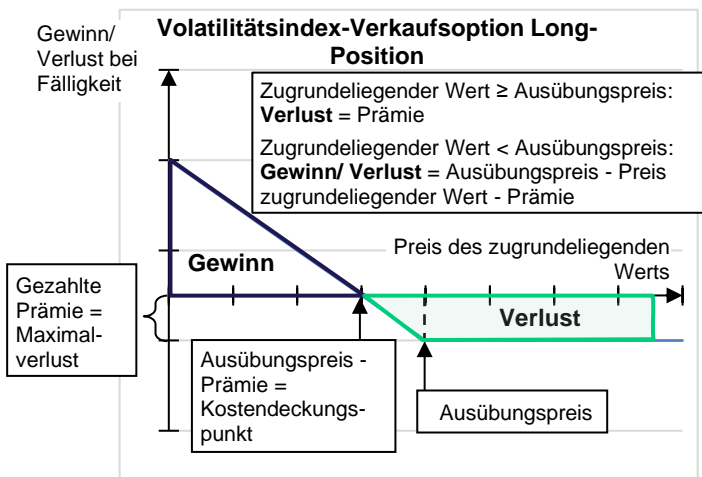 Gewinn/
Verlust bei
Fälligkeit
Volatilitätsindex-Verkaufsoption Long-
Position
Zugrundeliegender Wert ≥ Ausübungspreis:
Verlust = Prämie
Zugrundeliegender Wert < Ausübungspreis:
Gewinn/ Verlust = Ausübungspreis - Preis
zugrundeliegender Wert - Prämie
Gewinn
Preis des zugrundeliegenden
Werts
Gezahlte
Prämie =
Maximal-
verlust
Verlust
Ausübungspreis -
Prämie =
Kostendeckungs-
punkt
Ausübungspreis